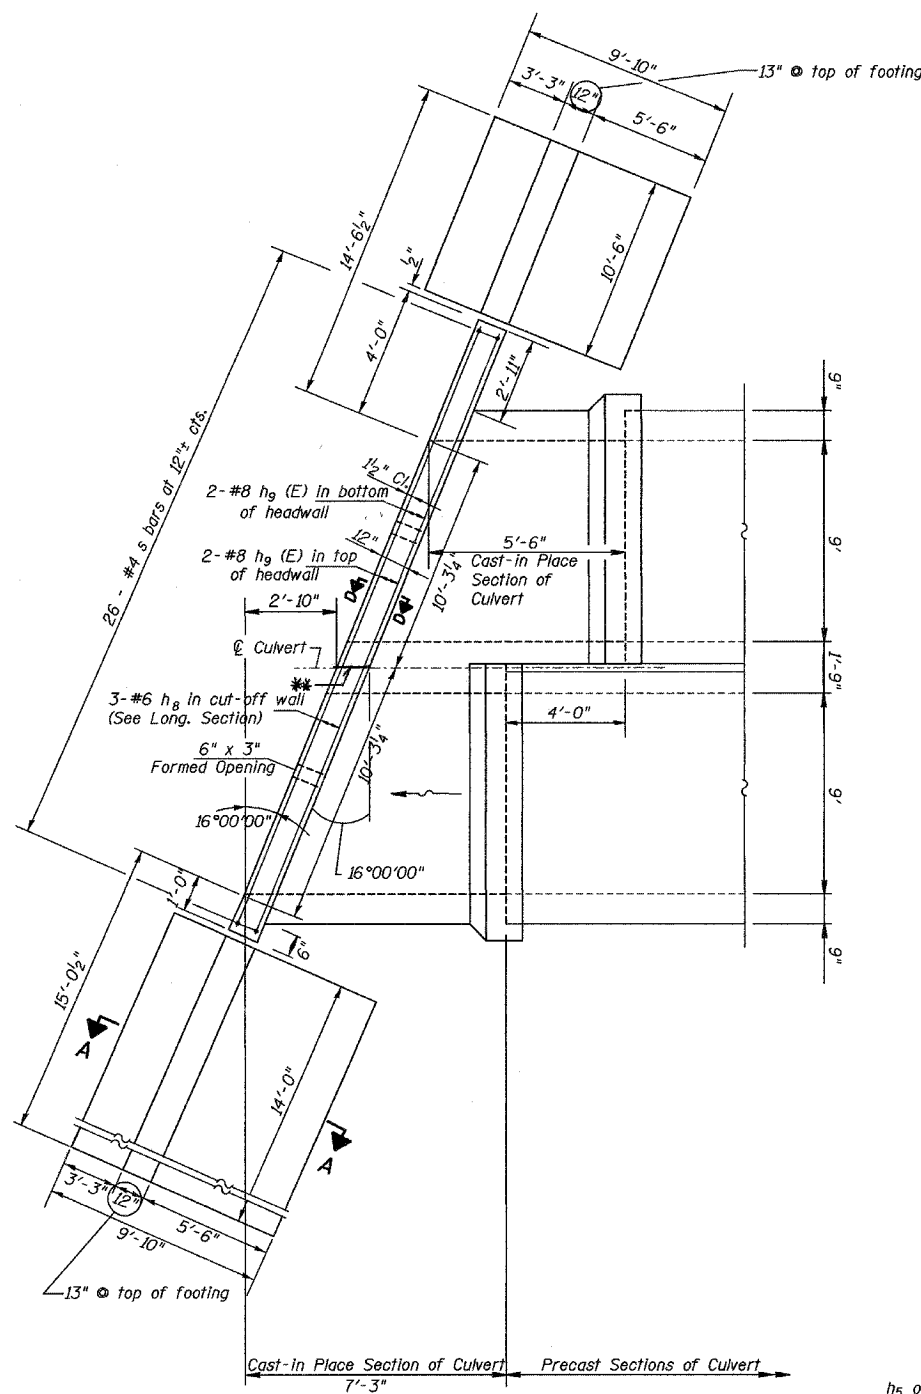 9'-10"
3'-3"
12"
13" @ top of footing
5'-6"
14'-6½"
10'-6"
½"
4'-0"
2'-11"
9"
26 - #4 s bars at 12"± cts.
1½" Cl.
2-#8 h9 (E) in bottom
of headwall
9'
12"
5'-6"
Cast-in Place
Section of
Culvert
2-#8 h9 (E) in top
of headwall
10'-3¼"
D
D
2'-10"
℄ Culvert
**
1'-9"
3-#6 h8 in cut-off wall
(See Long. Section)
4'-0"
10'-3¼"
6" x 3"
Formed Opening
9'
16°00'00"
16°00'00"
1'-0"
6"
9"
15'-0½"
14'-0"
A
A
3'-3"
12"
5'-6"
9'-10"
13" @ top of footing
Cast-in Place Section of Culvert
7'-3"
Precast Sections of Culvert
h5 o